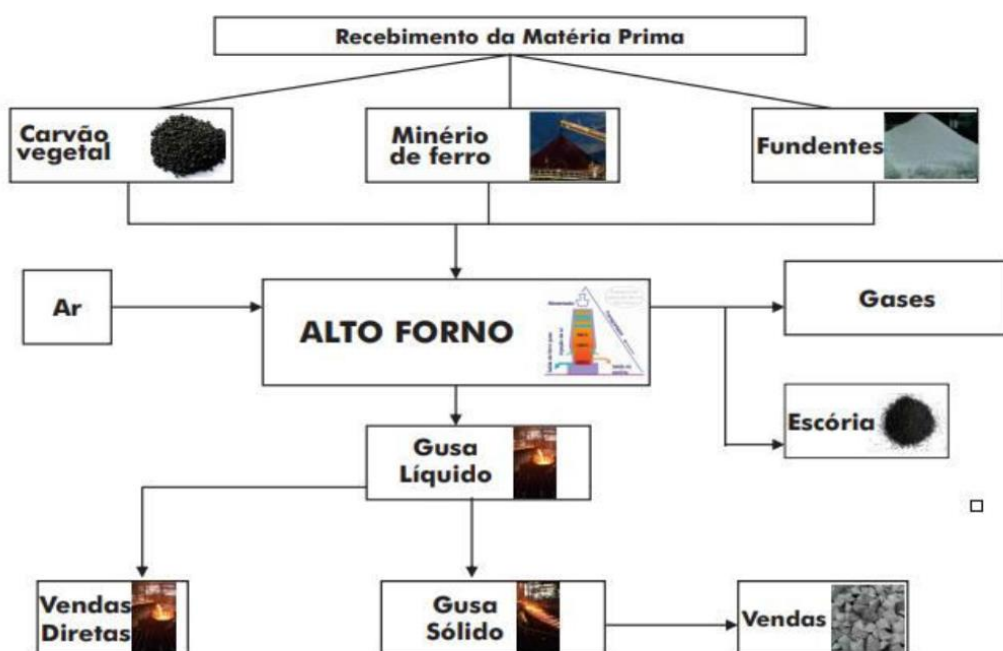 Recebimento da Matéria Prima
Carvão
vegetal
Minério
de ferro
Fundentes
Ar
ALTO FORNO
Gases
Escória
Gusa
Líquido
Vendas
Diretas
Gusa
Sólido
Vendas